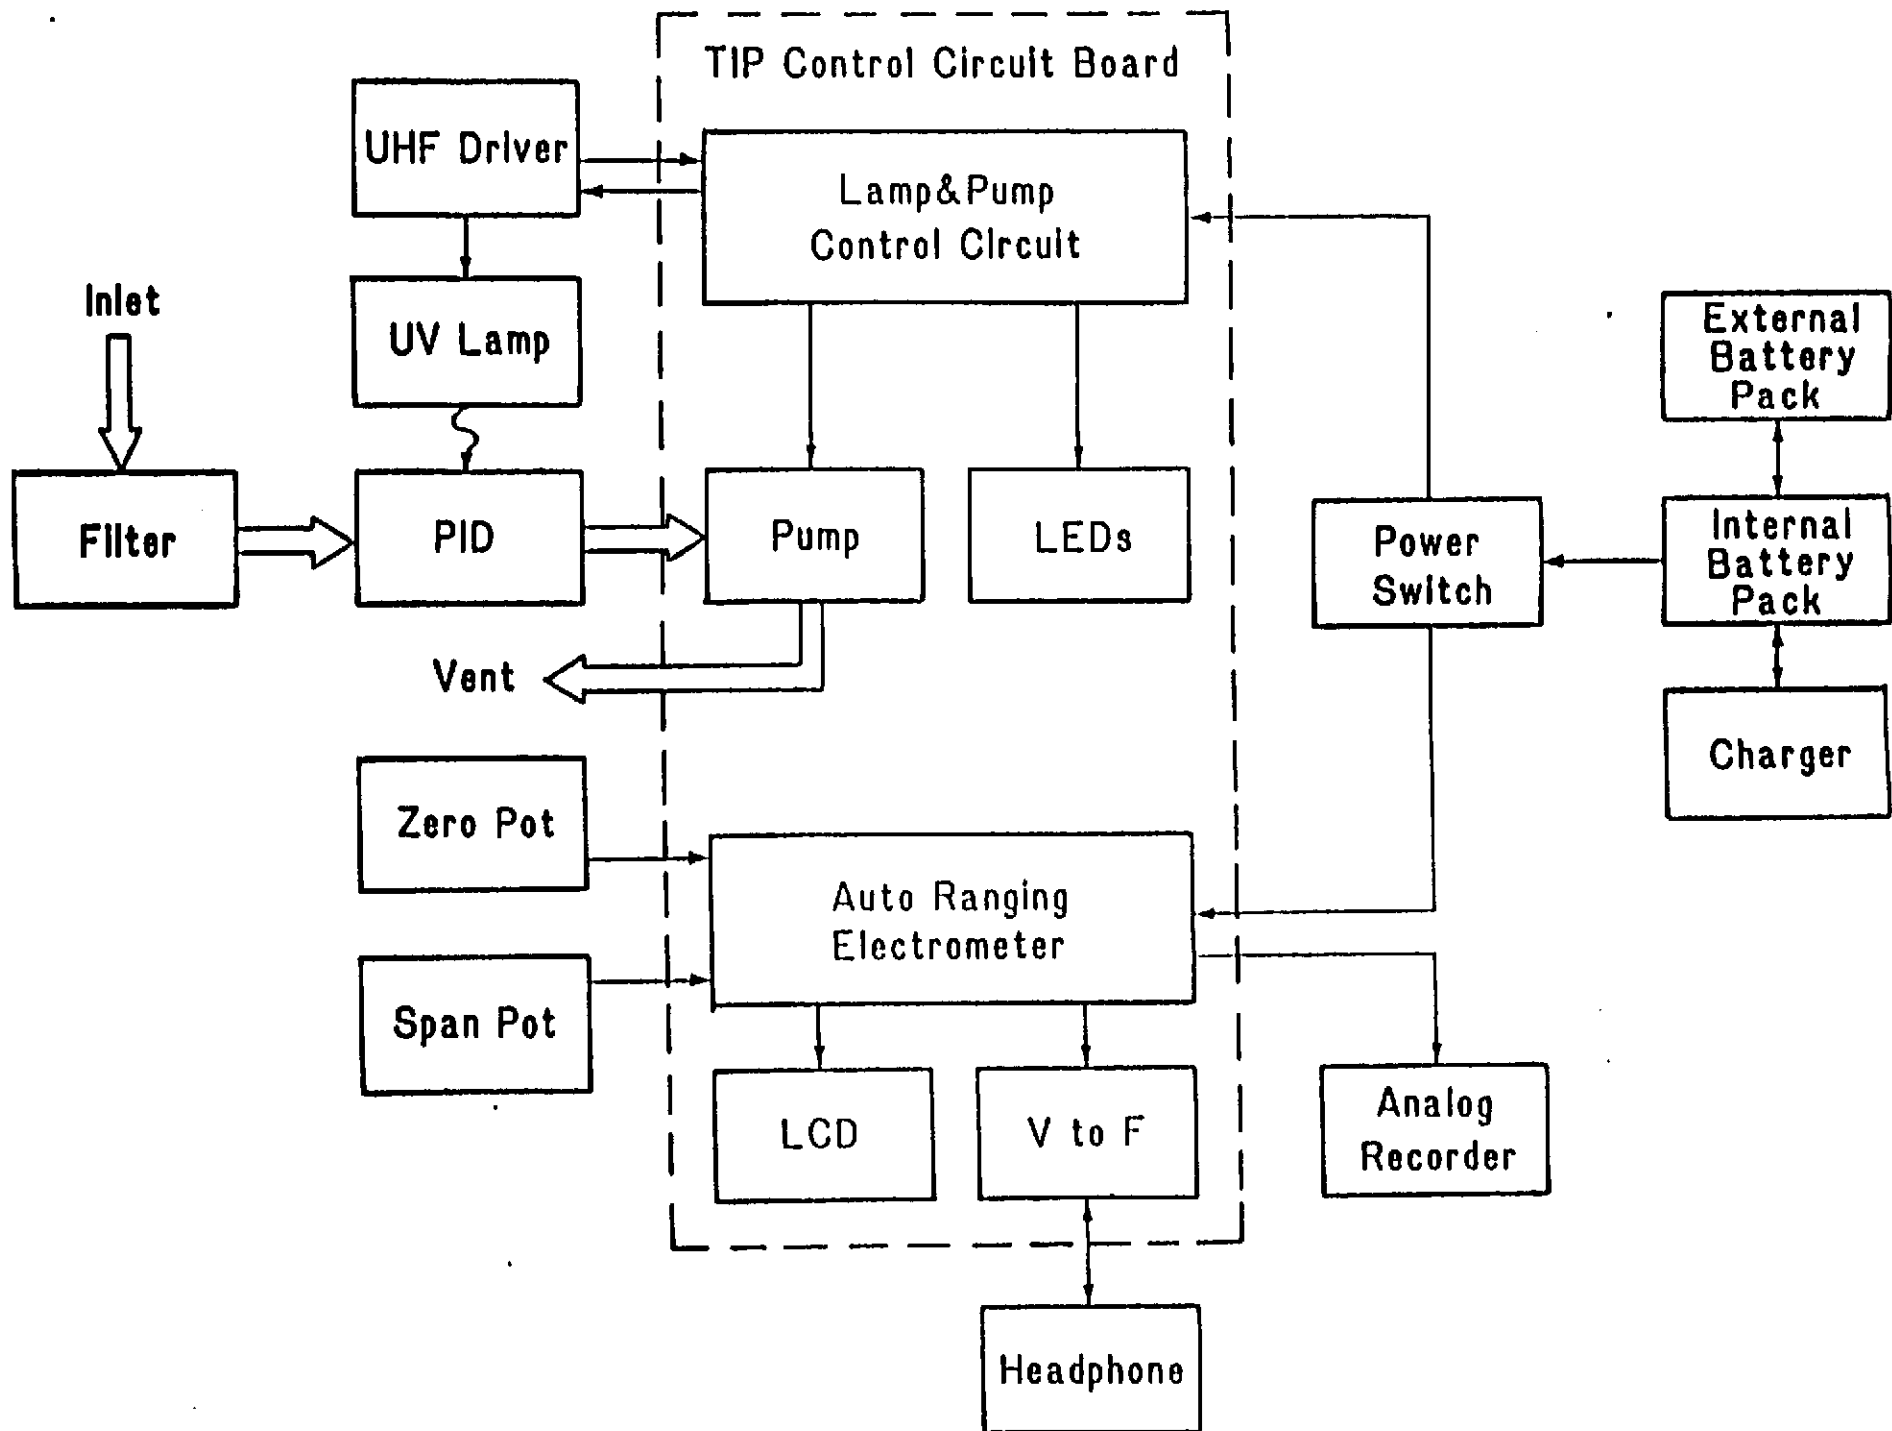 TIP Control Circuit Board
UHF Driver
Lamp&Pump
Control Circuit
Inlet
UV Lamp
External
Battery
Pack
Filter
PID
Pump
LEDs
Power
Switch
Internal
Battery
Pack
Vent
Charger
Zero Pot
Auto Ranging
Electrometer
Span Pot
LCD
V to F
Analog
Recorder
Headphone